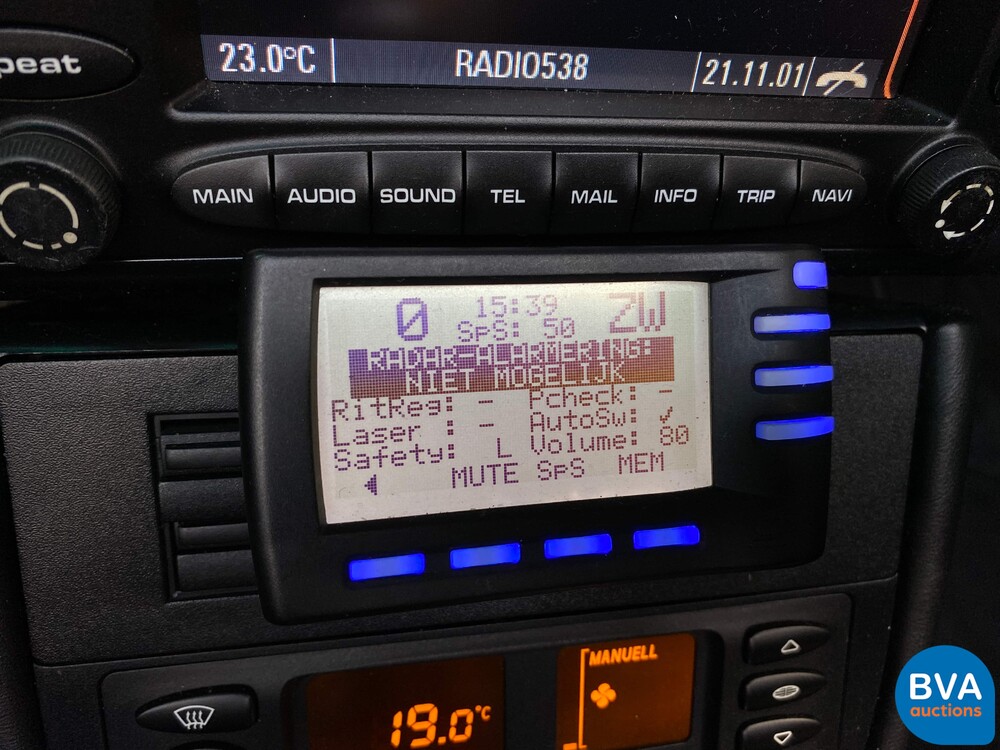 peat
23.0°C RADIO538 21.11.01
MAIN AUDIO SOUND TEL MAIL INFO TRIP NAVI
0 15:39 ZW
SpS: 50
RADAR-ALARMERING:
NIET MOGELIJK
RitReg: - Pcheck: -
Laser : - AutoSw: ✓
Safety: L Volume: 80
MUTE SpS MEM
MANUELL
19.0°C
BVA
auctions